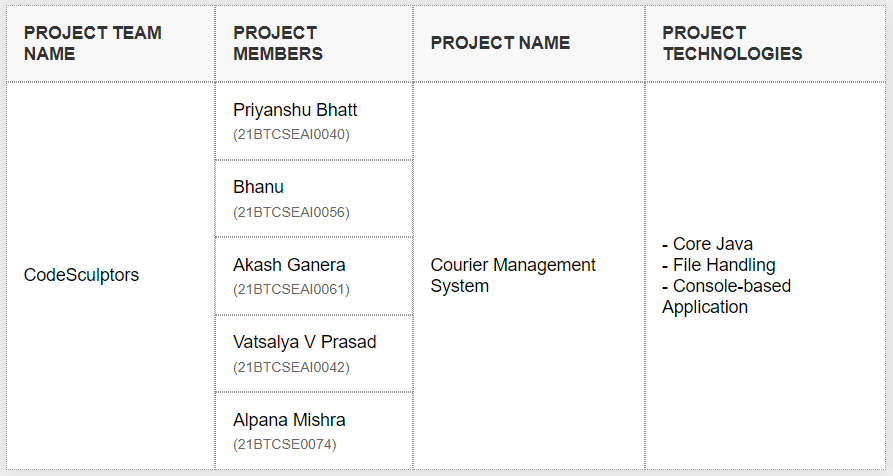 PROJECT TEAM
NAME
PROJECT
MEMBERS
PROJECT NAME
PROJECT
TECHNOLOGIES
CodeSculptors
Priyanshu Bhatt
(21BTCSEAI0040)
Bhanu
(21BTCSEAI0056)
Akash Ganera
(21BTCSEAI0061)
Vatsalya V Prasad
(21BTCSEAI0042)
Alpana Mishra
(21BTCSE0074)
Courier Management
System
- Core Java
- File Handling
- Console-based
Application